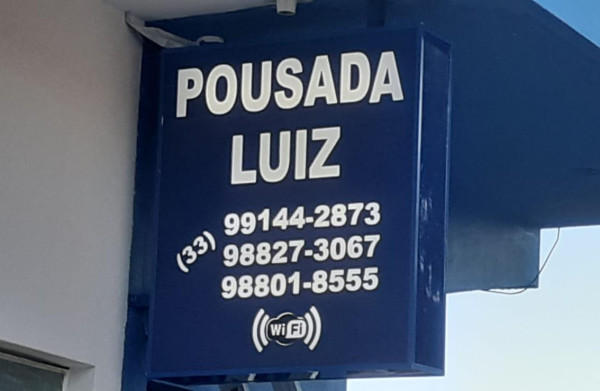 POUSADA
LUIZ
99144-2873
(33) 98827-3067
98801-8555
WiFi